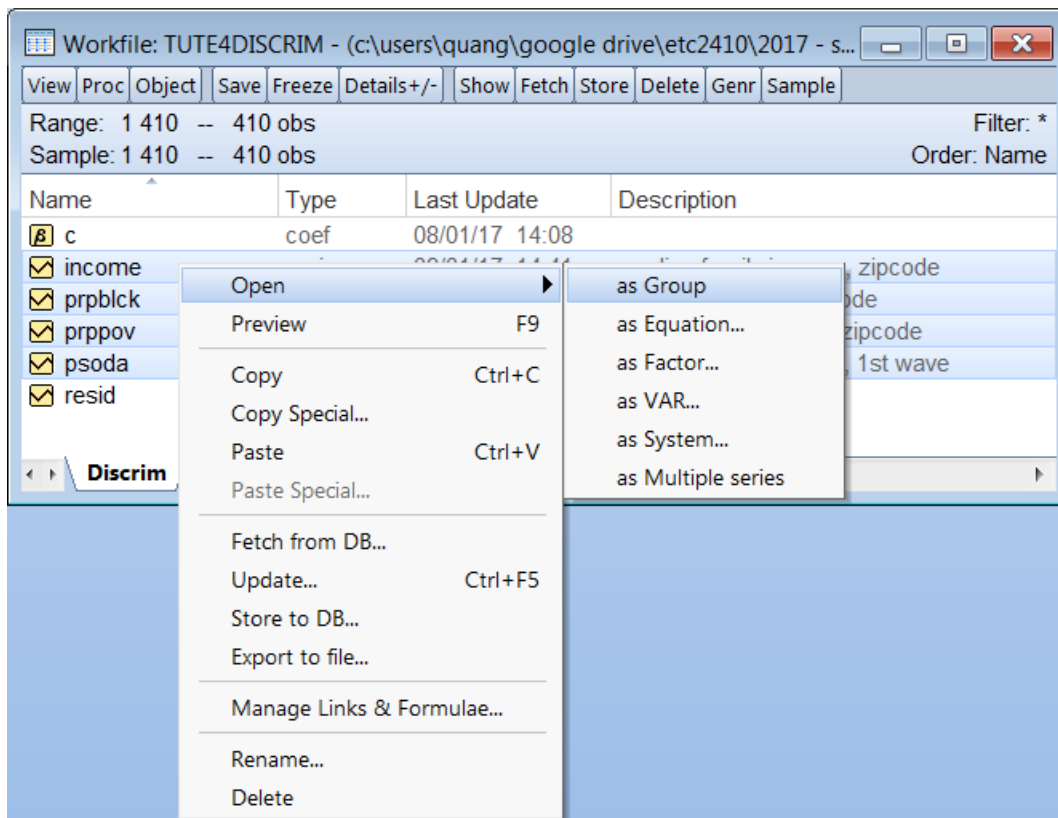 Workfile: TUTE4DISCRIM - (c:\users\quang\google drive\etc2410\2017 - s...
View Proc Object Save Freeze Details+/- Show Fetch Store Delete Genr Sample
Range: 1 410 -- 410 obs Filter: *
Sample: 1 410 -- 410 obs Order: Name
Name Type Last Update Description
β c coef 08/01/17 14:08
income , zipcode
Open as Group
prpblck
Preview F9 as Equation...
prppov zipcode
Copy Ctrl+C as Factor...
psoda , 1st wave
Copy Special... as VAR...
resid
Paste Ctrl+V as System...
Discrim
Paste Special... as Multiple series
Fetch from DB...
Update... Ctrl+F5
Store to DB...
Export to file...
Manage Links & Formulae...
Rename...
Delete